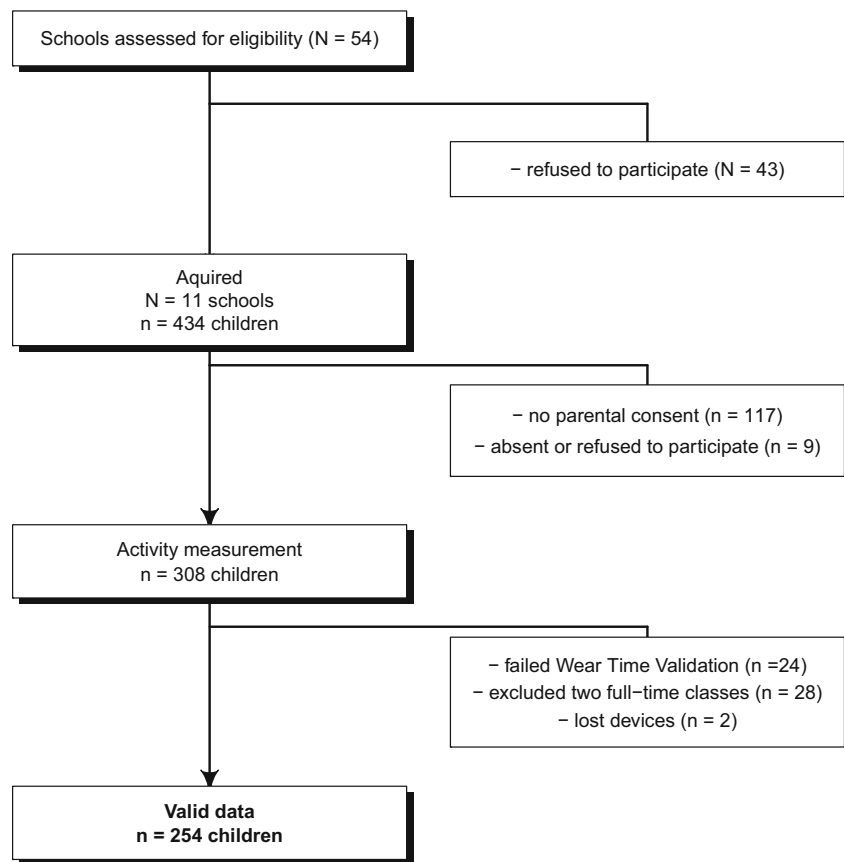 Schools assessed for eligibility (N = 54)
− refused to participate (N = 43)
Aquired
N = 11 schools
n = 434 children
− no parental consent (n = 117)
− absent or refused to participate (n = 9)
Activity measurement
n = 308 children
− failed Wear Time Validation (n =24)
− excluded two full−time classes (n = 28)
− lost devices (n = 2)
Valid data
n = 254 children